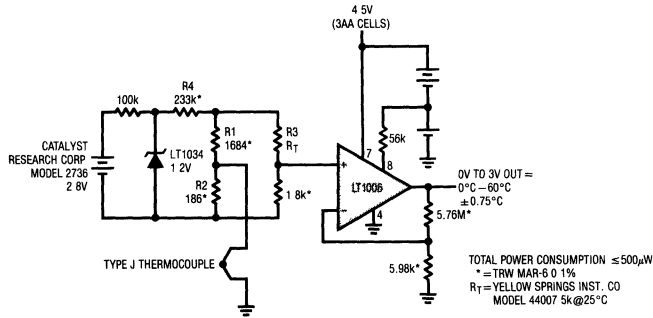 4 5V
(3AA CELLS)
R4
233k*
100k
R1
1684*
R3
RT
56k
7
8
CATALYST
RESEARCH CORP
MODEL 2736
2 8V
LT1034
1 2V
+
LT1006
−
4
0V TO 3V OUT =
0°C–60°C
±0.75°C
R2
186*
1 8k*
5.76M*
TYPE J THERMOCOUPLE
5.98k*
TOTAL POWER CONSUMPTION ≤500µW
* = TRW MAR-6 0 1%
RT = YELLOW SPRINGS INST. CO
MODEL 44007 5k@25°C